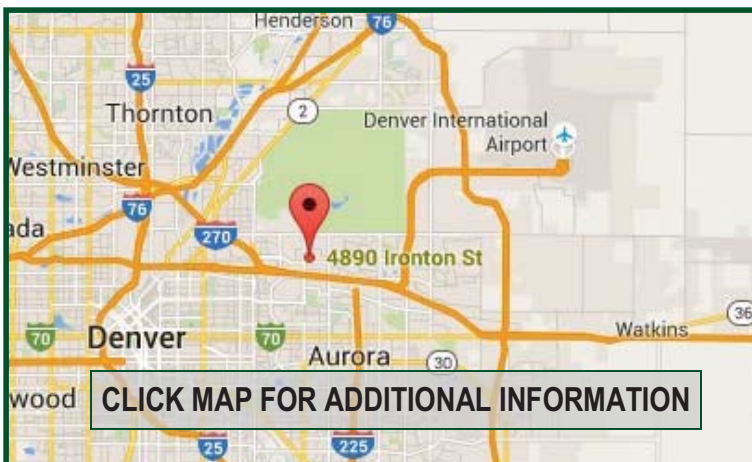 Henderson
76
25
Thornton
2
Denver International
Airport
Westminster
76
ada
270
4890 Ironton St
36
70
Denver
70
Watkins
Aurora
30
wood
CLICK MAP FOR ADDITIONAL INFORMATION
25
225